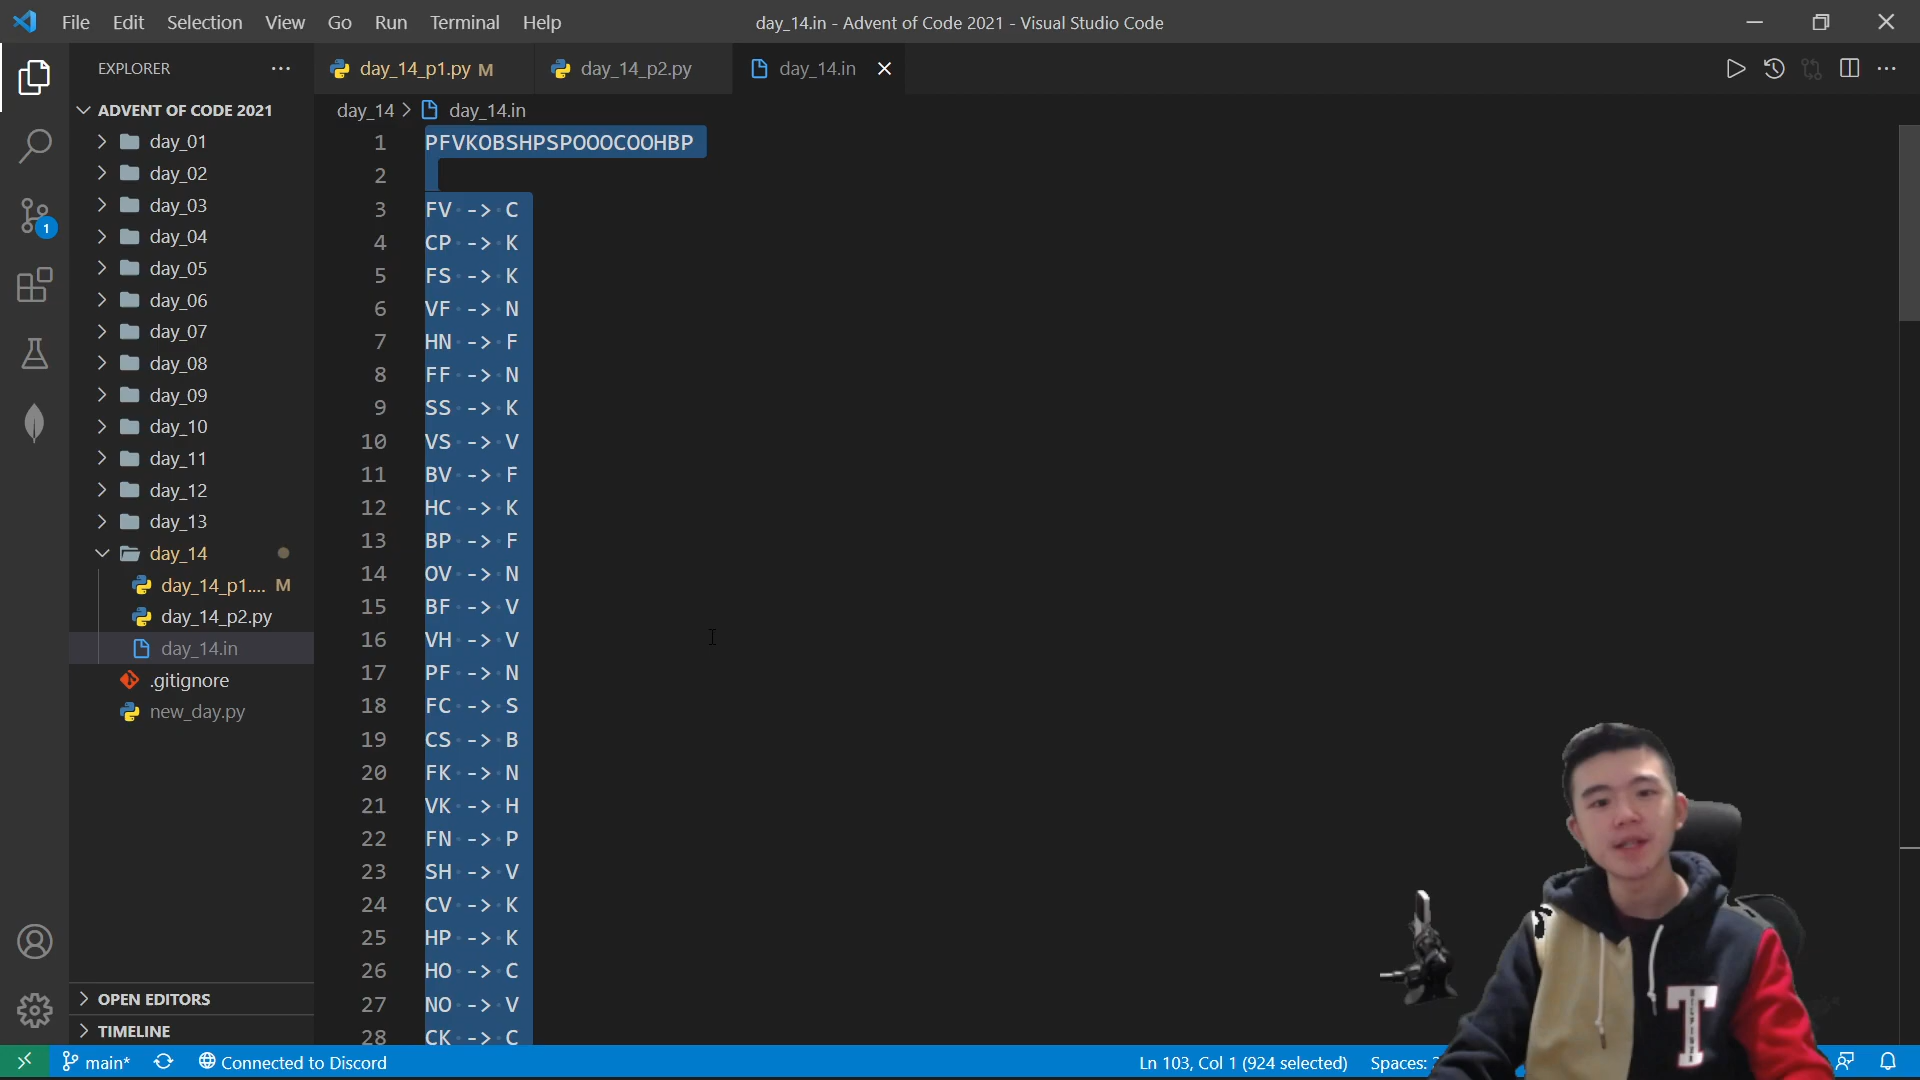 File Edit Selection View Go Run Terminal Help
day_14.in - Advent of Code 2021 - Visual Studio Code
EXPLORER
day_14_p1.py M
day_14_p2.py
day_14.in
ADVENT OF CODE 2021
day_14 > day_14.in
day_01
day_02
day_03
day_04
day_05
day_06
day_07
day_08
day_09
day_10
day_11
day_12
day_13
day_14
day_14_p1.... M
day_14_p2.py
day_14.in
.gitignore
new_day.py
OPEN EDITORS
TIMELINE
1 PFVKOBSHPSPOOOCOOHBP
2
3 FV -> C
4 CP -> K
5 FS -> K
6 VF -> N
7 HN -> F
8 FF -> N
9 SS -> K
10 VS -> V
11 BV -> F
12 HC -> K
13 BP -> F
14 OV -> N
15 BF -> V
16 VH -> V
17 PF -> N
18 FC -> S
19 CS -> B
20 FK -> N
21 VK -> H
22 FN -> P
23 SH -> V
24 CV -> K
25 HP -> K
26 HO -> C
27 NO -> V
28 CK -> C
1
T
main*
Connected to Discord
Ln 103, Col 1 (924 selected)
Spaces: